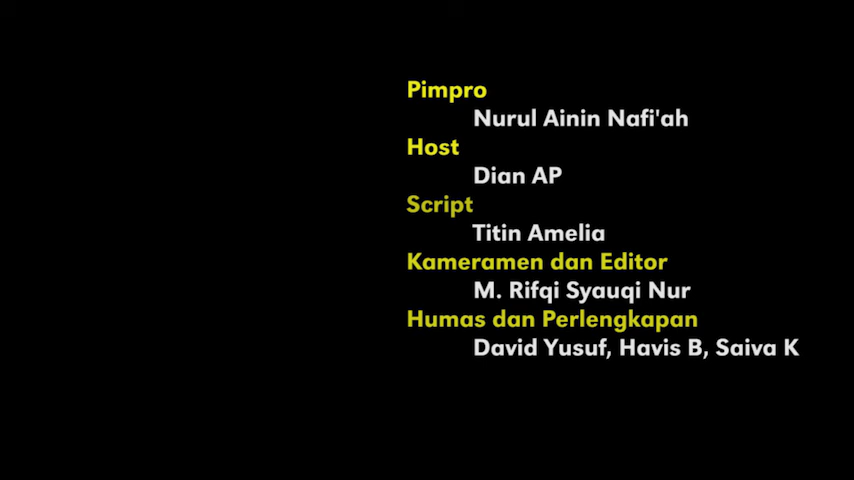 Pimpro
Nurul Ainin Nafi'ah
Host
Dian AP
Script
Titin Amelia
Kameramen dan Editor
M. Rifqi Syauqi Nur
Humas dan Perlengkapan
David Yusuf, Havis B, Saiva K